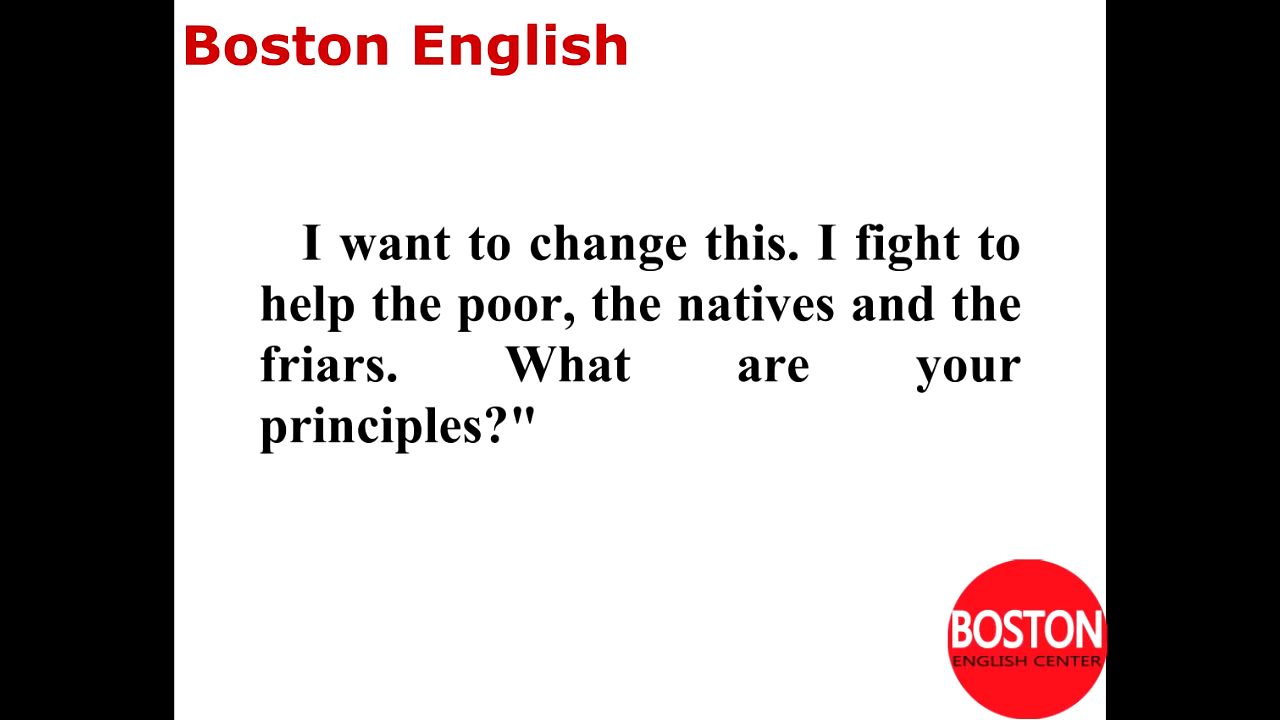 Boston English
I want to change this. I fight to
help the poor, the natives and the
friars. What are your
principles?"
BOSTON
ENGLISH CENTER